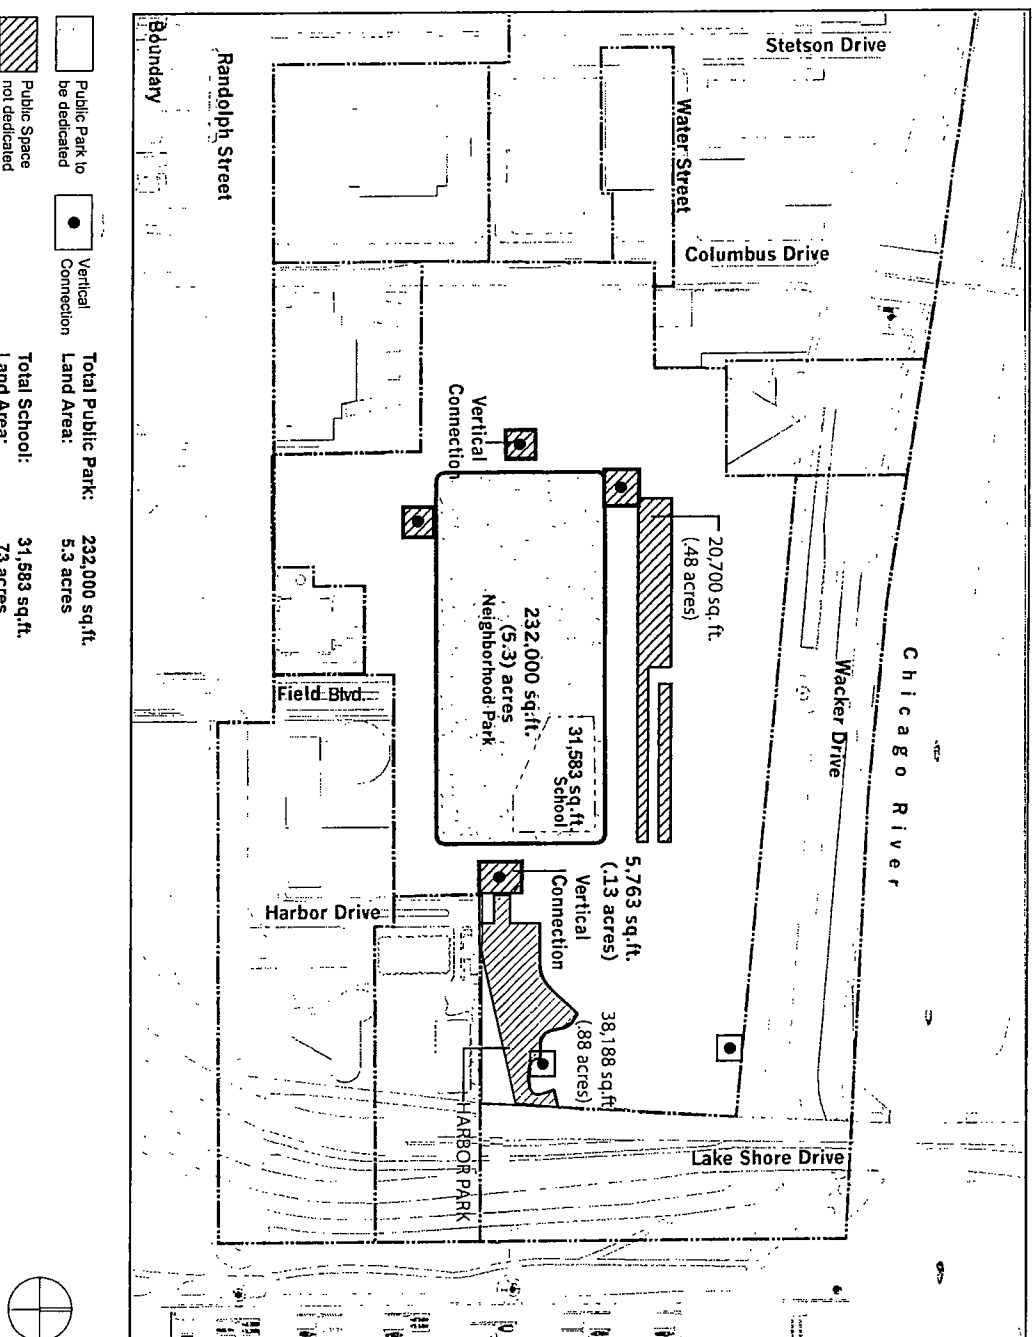 Stetson Drive
Water Street
Columbus Drive
Randolph Street
Boundary
Chicago River
Wacker Drive
Vertical
Connection
20,700 sq. ft.
(.48 acres)
232,000 sq.ft.
(5.3) acres
Neighborhood Park
31,583 sq.ft.
School
Field Blvd.
5,763 sq.ft.
(.13 acres)
Vertical
Connection
Harbor Drive
38,188 sq.ft
(.88 acres)
HARBOR PARK
Lake Shore Drive
Public Park to
be dedicated
Public Space
not dedicated
Vertical
Connection
Total Public Park: 232,000 sq.ft.
Land Area: 5.3 acres
Total School: 31,583 sq.ft.
Land Area: .73 acres